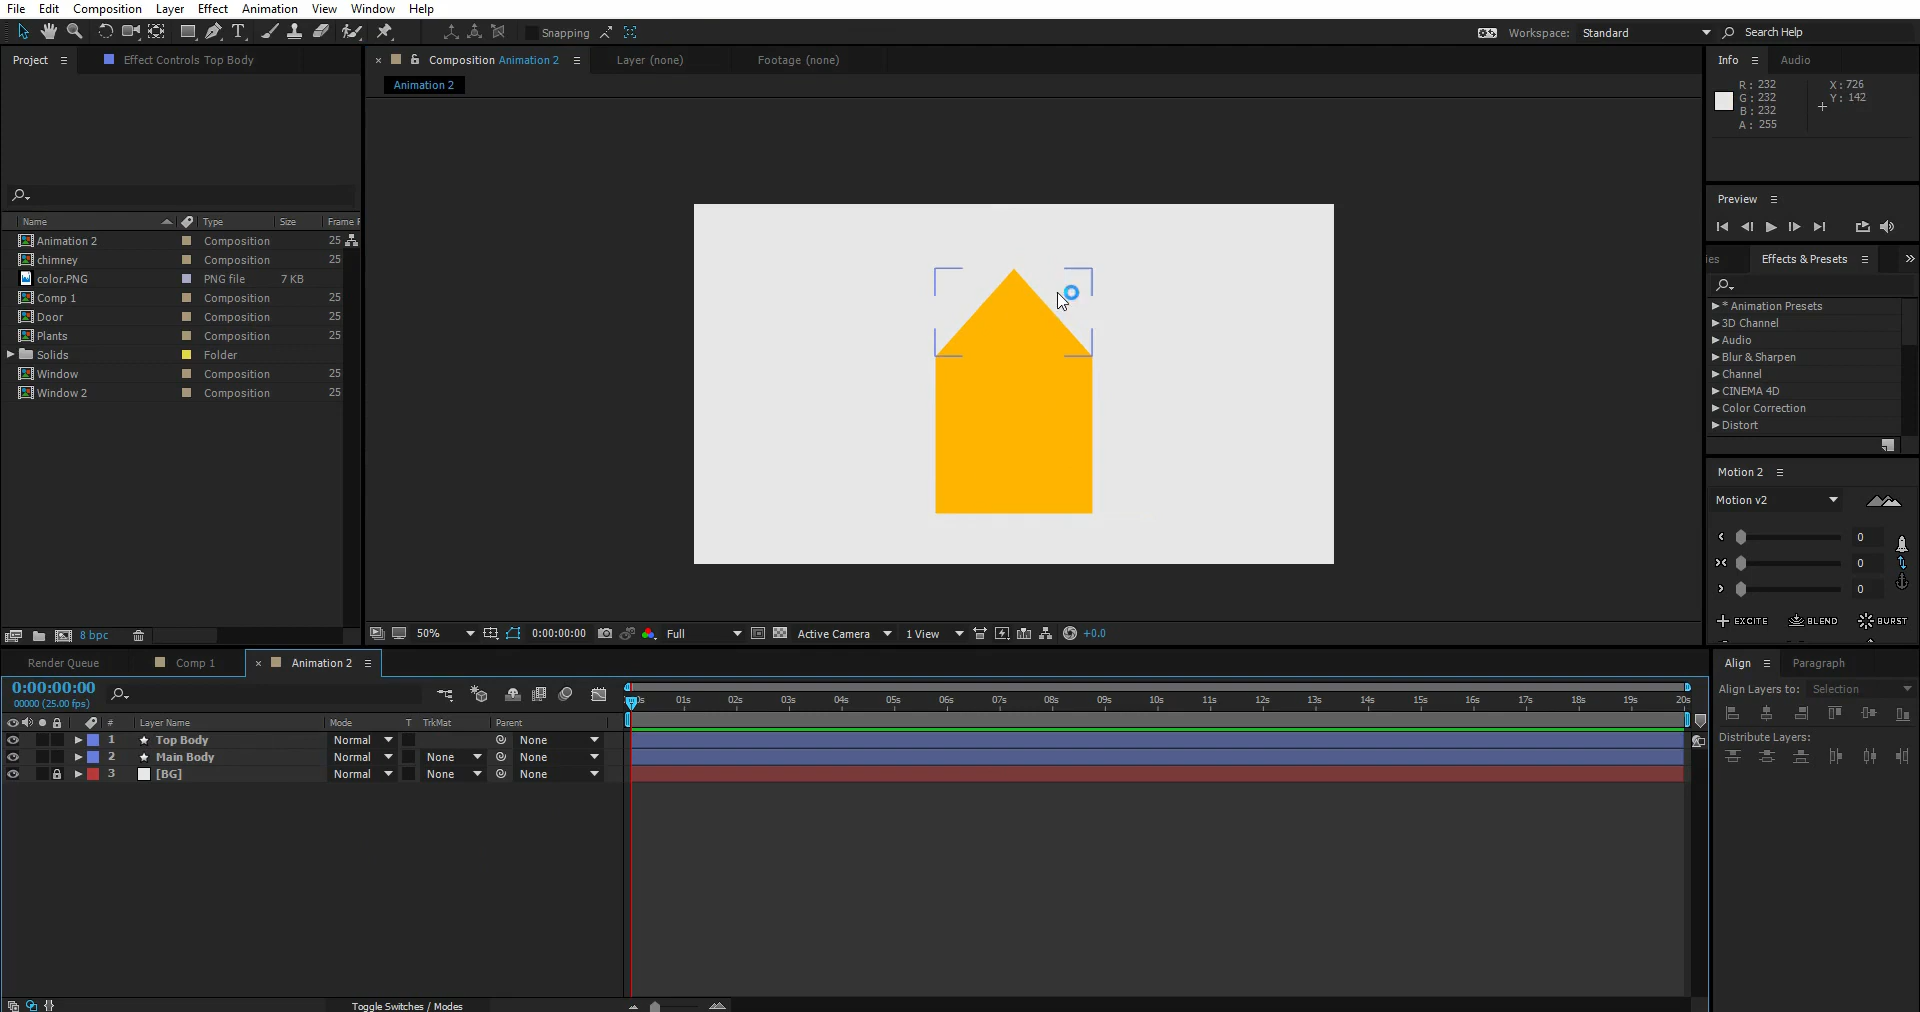 File Edit Composition Layer Effect Animation View Window Help
Snapping Workspace: Standard Search Help
Project Effect Controls Top Body
Composition Animation 2 Layer (none) Footage (none)
Animation 2
Info Audio
R: 232 X: 726
G: 232 Y: 142
B: 232
A: 255
Preview
Name Type Size Frame F
Animation 2 Composition 25
chimney Composition 25
color.PNG PNG file 7 KB
Comp 1 Composition 25
Door Composition 25
Plants Composition 25
Solids Folder
Window Composition 25
Window 2 Composition 25
8 bpc
ies Effects & Presets
* Animation Presets
3D Channel
Audio
Blur & Sharpen
Channel
CINEMA 4D
Color Correction
Distort
Motion 2
Motion v2
0
0
0
EXCITE BLEND BURST
50% 0:00:00:00 Full Active Camera 1 View +0.0
Render Queue Comp 1 Animation 2
0:00:00:00
00000 (25.00 fps)
# Layer Name Mode T TrkMat Parent
1 Top Body Normal None
2 Main Body Normal None None
3 [BG] Normal None None
0s 01s 02s 03s 04s 05s 06s 07s 08s 09s 10s 11s 12s 13s 14s 15s 16s 17s 18s 19s 20s
Toggle Switches / Modes
Align Paragraph
Align Layers to: Selection
Distribute Layers: